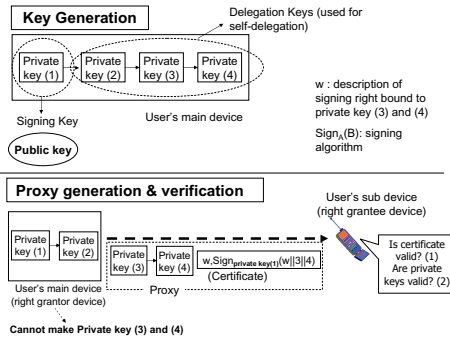 Key Generation
Delegation Keys (used for
self-delegation)
Private
key (1)
Private
key (2)
Private
key (3)
Private
key (4)
Signing Key
User's main device
Public key
w : description of
signing right bound to
private key (3) and (4)
SignA(B): signing
algorithm
Proxy generation & verification
User's sub device
(right grantee device)
Private
key (1)
Private
key (2)
Private
key (3)
Private
key (4)
w,Signprivate key(1)(w||3||4)
(Certificate)
Proxy
Is certificate
valid? (1)
Are private
keys valid? (2)
User's main device
(right grantor device)
Cannot make Private key (3) and (4)